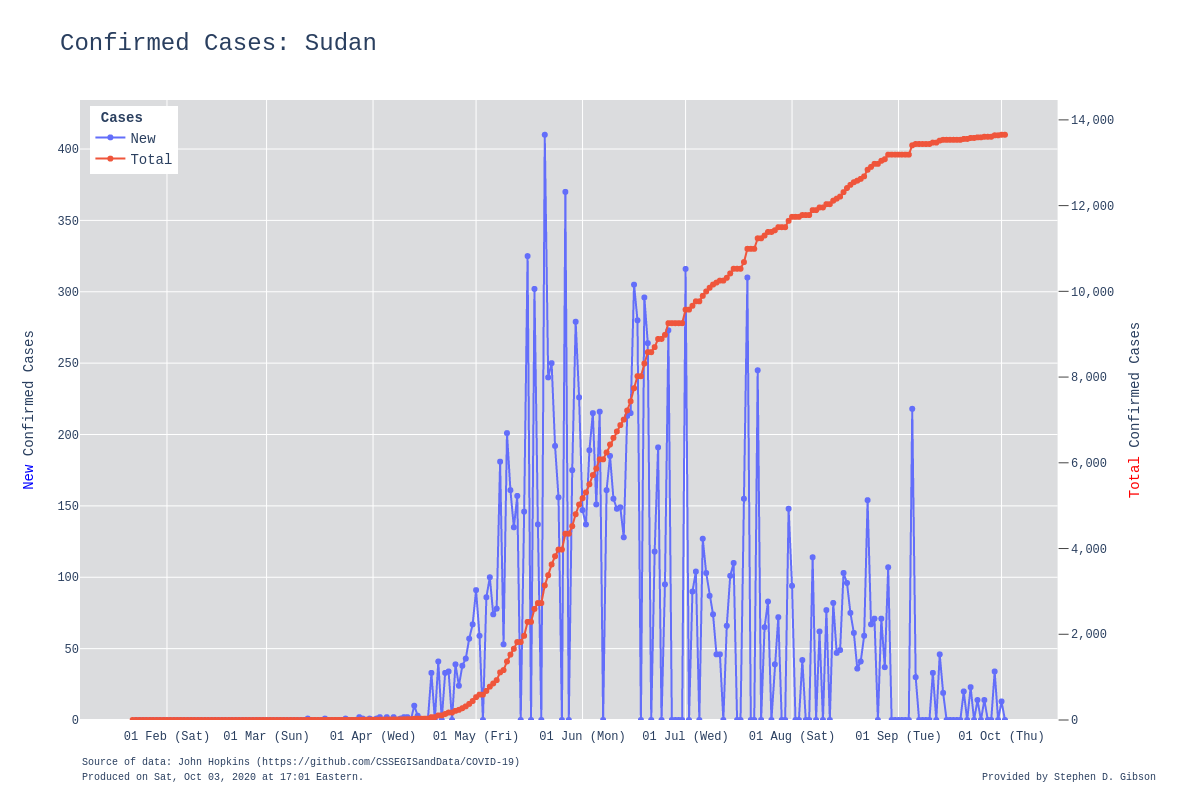 Confirmed Cases: Sudan
Cases
New
Total
400
350
300
250
200
150
100
50
0
14,000
12,000
10,000
8,000
6,000
4,000
2,000
0
New Confirmed Cases
Total Confirmed Cases
01 Feb (Sat) 01 Mar (Sun) 01 Apr (Wed) 01 May (Fri) 01 Jun (Mon) 01 Jul (Wed) 01 Aug (Sat) 01 Sep (Tue) 01 Oct (Thu)
Source of data: John Hopkins (https://github.com/CSSEGISandData/COVID-19)
Produced on Sat, Oct 03, 2020 at 17:01 Eastern.
Provided by Stephen D. Gibson